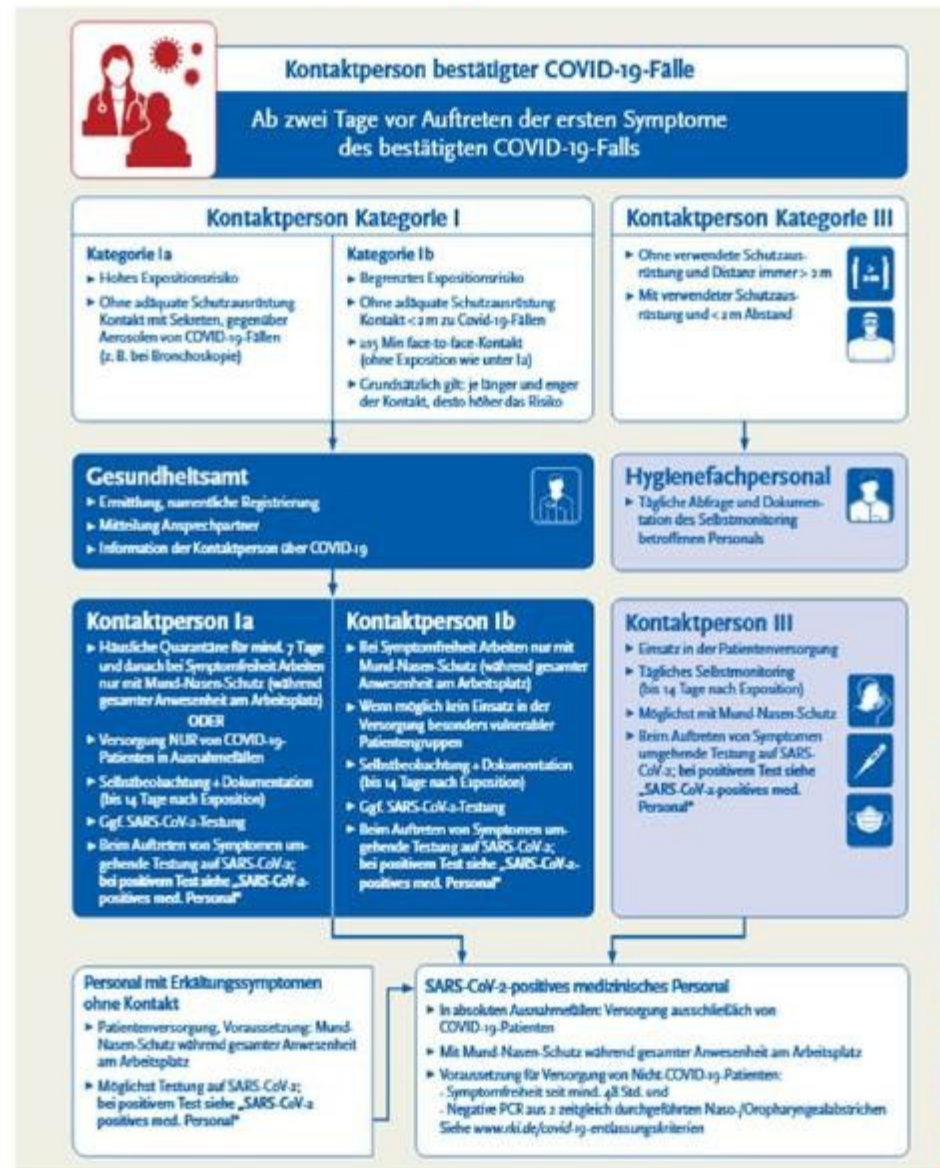 Kontaktperson bestätigter COVID-19-Fälle
Ab zwei Tage vor Auftreten der ersten Symptome
des bestätigten COVID-19-Falls
Kontaktperson Kategorie I
Kategorie Ia
► Hohes Expositionsrisiko
► Ohne adäquate Schutzausrüstung
Kontakt mit Sekreten, gegenüber
Aerosolen von COVID-19-Fällen
(z. B. bei Bronchoskopie)
Kategorie Ib
► Begrenztes Expositionsrisiko
► Ohne adäquate Schutzausrüstung
Kontakt < 2 m zu Covid-19-Fällen
► ≥15 Min face-to-face-Kontakt
(ohne Exposition wie unter Ia)
► Grundsätzlich gilt: je länger und enger
der Kontakt, desto höher das Risiko
Kontaktperson Kategorie III
► Ohne verwendete Schutzaus-
rüstung und Distanz immer > 2 m
► Mit verwendeter Schutzaus-
rüstung und < 2 m Abstand
Gesundheitsamt
► Ermittlung, namentliche Registrierung
► Mitteilung Ansprechpartner
► Information der Kontaktperson über COVID-19
Hygienefachpersonal
► Tägliche Abfrage und Dokumen-
tation des Selbstmonitoring
betroffenen Personals
Kontaktperson Ia
► Häusliche Quarantäne für mind. 7 Tage
und danach bei Symptomfreiheit Arbeiten
nur mit Mund-Nasen-Schutz (während
gesamter Anwesenheit am Arbeitsplatz)
ODER
► Versorgung NUR von COVID-19-
Patienten in Ausnahmefällen
► Selbstbeobachtung + Dokumentation
(bis 14 Tage nach Exposition)
► Ggf. SARS-CoV-2-Testung
► Beim Auftreten von Symptomen um-
gehende Testung auf SARS-CoV-2;
bei positivem Test siehe „SARS-CoV-2-
positives med. Personal“
Kontaktperson Ib
► Bei Symptomfreiheit Arbeiten nur mit
Mund-Nasen-Schutz (während gesamter
Anwesenheit am Arbeitsplatz)
► Wenn möglich kein Einsatz in der
Versorgung besonders vulnerabler
Patientengruppen
► Selbstbeobachtung + Dokumentation
(bis 14 Tage nach Exposition)
► Ggf. SARS-CoV-2-Testung
► Beim Auftreten von Symptomen um-
gehende Testung auf SARS-CoV-2;
bei positivem Test siehe „SARS-CoV-2-
positives med. Personal“
Kontaktperson III
► Einsatz in der Patientenversorgung
► Tägliches Selbstmonitoring
(bis 14 Tage nach Exposition)
► Möglichst mit Mund-Nasen-Schutz
► Beim Auftreten von Symptomen
umgehende Testung auf SARS-
CoV-2; bei positivem Test siehe
„SARS-CoV-2-positives med.
Personal“
Personal mit Erkältungssymptomen
ohne Kontakt
► Patientenversorgung, Voraussetzung: Mund-
Nasen-Schutz während gesamter Anwesenheit
am Arbeitsplatz
► Möglichst Testung auf SARS-CoV-2;
bei positivem Test siehe „SARS-CoV-2
positives med. Personal“
SARS-CoV-2-positives medizinisches Personal
► In absoluten Ausnahmefällen: Versorgung ausschließlich von
COVID-19-Patienten
► Mit Mund-Nasen-Schutz während gesamter Anwesenheit am Arbeitsplatz
► Voraussetzung für Versorgung von Nicht-COVID-19-Patienten:
- Symptomfreiheit seit mind. 48 Std. und
- Negative PCR aus 2 zeitgleich durchgeführten Naso-/Oropharyngealabstrichen
Siehe www.rki.de/covid-19-entlassungskriterien